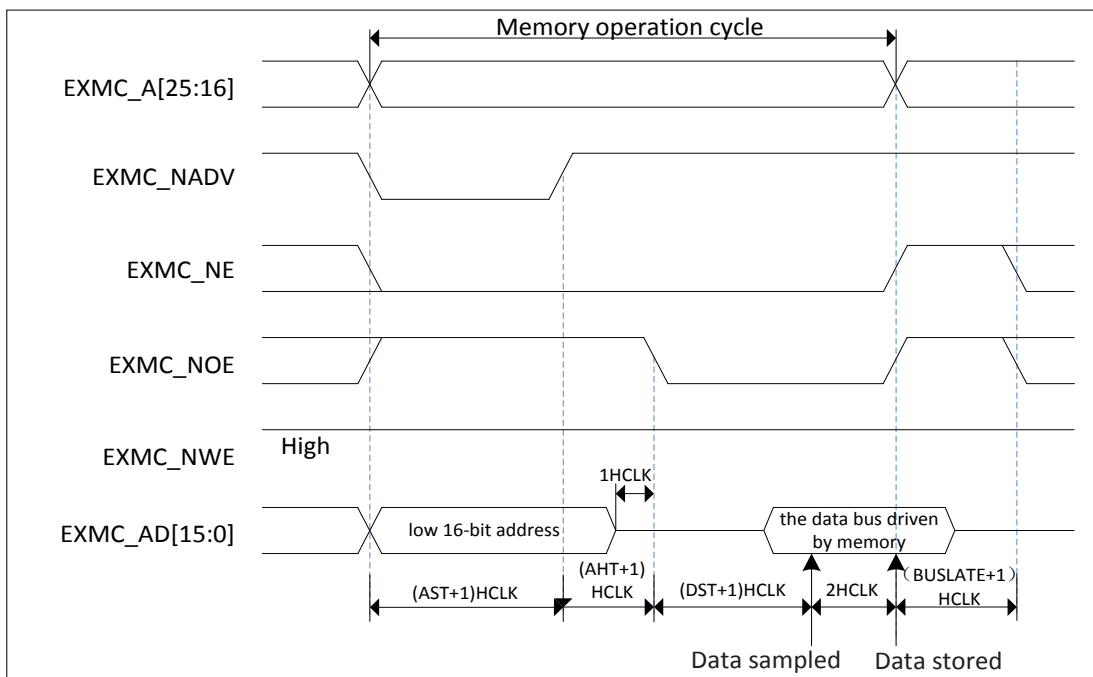 Memory operation cycle
EXMC_A[25:16]
EXMC_NADV
EXMC_NE
EXMC_NOE
High
EXMC_NWE
1HCLK
EXMC_AD[15:0]
low 16-bit address
the data bus driven
by memory
(AST+1)HCLK
(AHT+1)
HCLK
(DST+1)HCLK
2HCLK
（BUSLATE+1）
HCLK
Data sampled
Data stored